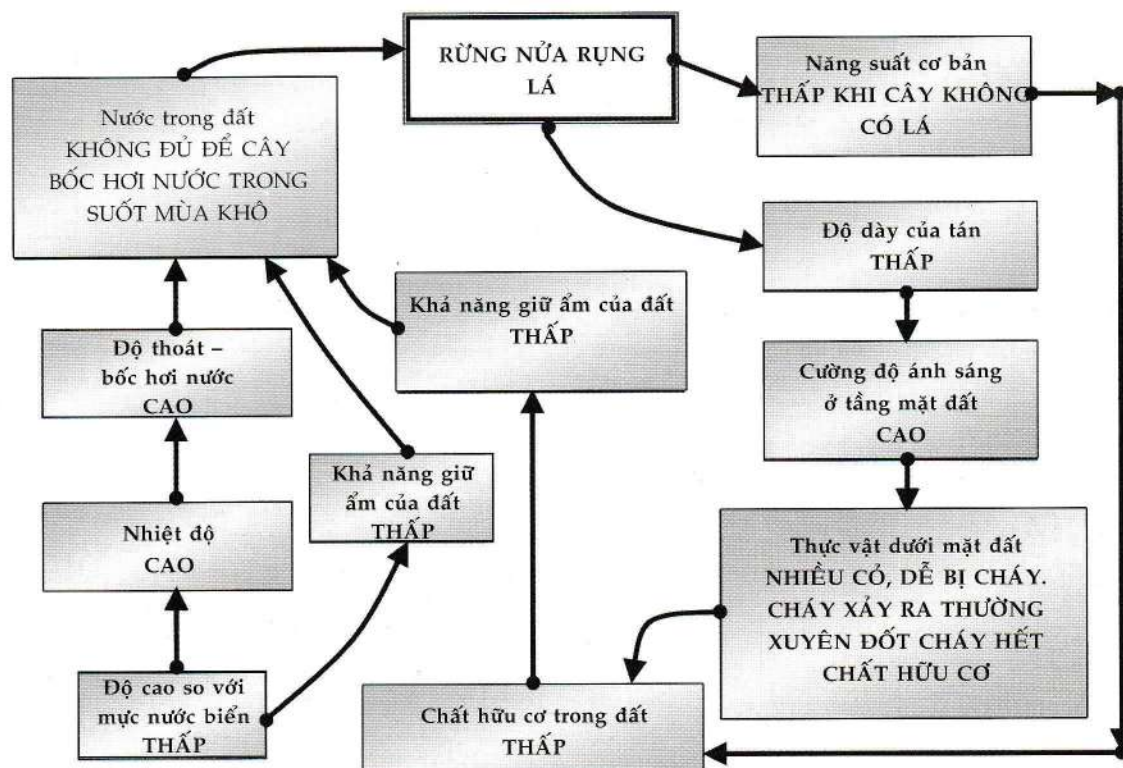 RỪNG NỬA RỤNG
LÁ
Năng suất cơ bản
THẤP KHI CÂY KHÔNG
CÓ LÁ
Nước trong đất
KHÔNG ĐỦ ĐỂ CÂY
BỐC HƠI NƯỚC TRONG
SUỐT MÙA KHÔ
Độ dày của tán
THẤP
Khả năng giữ ẩm của đất
THẤP
Độ thoát –
bốc hơi nước
CAO
Cường độ ánh sáng
ở tầng mặt đất
CAO
Khả năng giữ
ẩm của đất
THẤP
Nhiệt độ
CAO
Thực vật dưới mặt đất
NHIỀU CỎ, DỄ BỊ CHÁY.
CHÁY XẢY RA THƯỜNG
XUYÊN ĐỐT CHÁY HẾT
CHẤT HỮU CƠ
Độ cao so với
mực nước biển
THẤP
Chất hữu cơ trong đất
THẤP